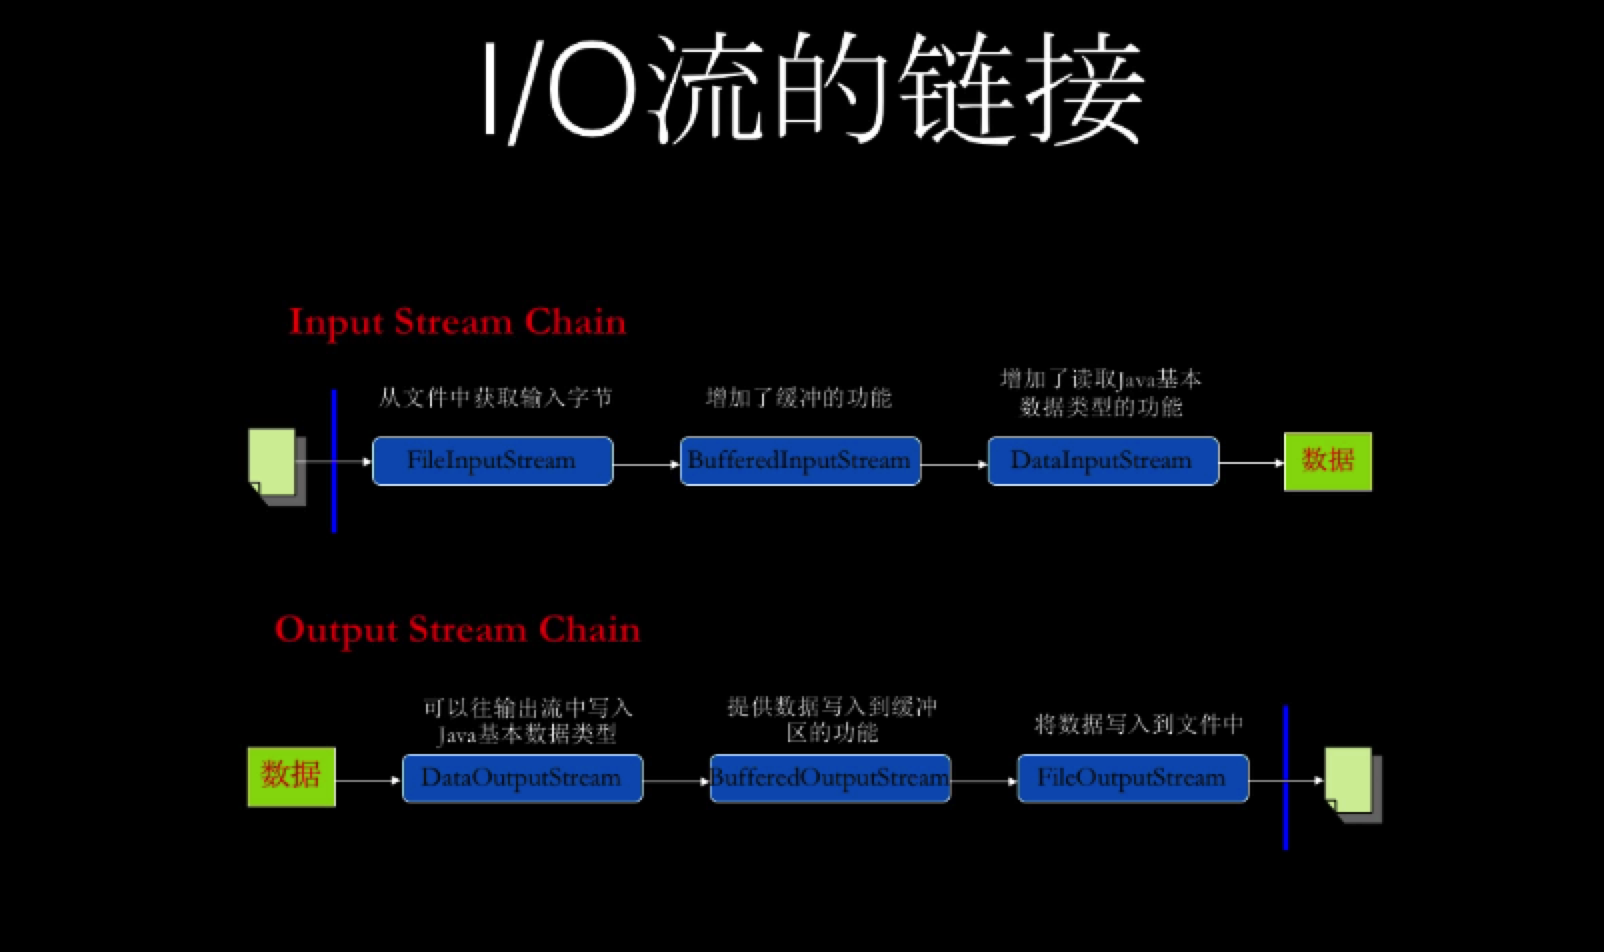 I/O流的链接
Input Stream Chain
从文件中获取输入字节
增加了缓冲的功能
增加了读取Java基本
数据类型的功能
FileInputStream
BufferedInputStream
DataInputStream
数据
Output Stream Chain
可以往输出流中写入
Java基本数据类型
提供数据写入到缓冲
区的功能
将数据写入到文件中
数据
DataOutputStream
BufferedOutputStream
FileOutputStream